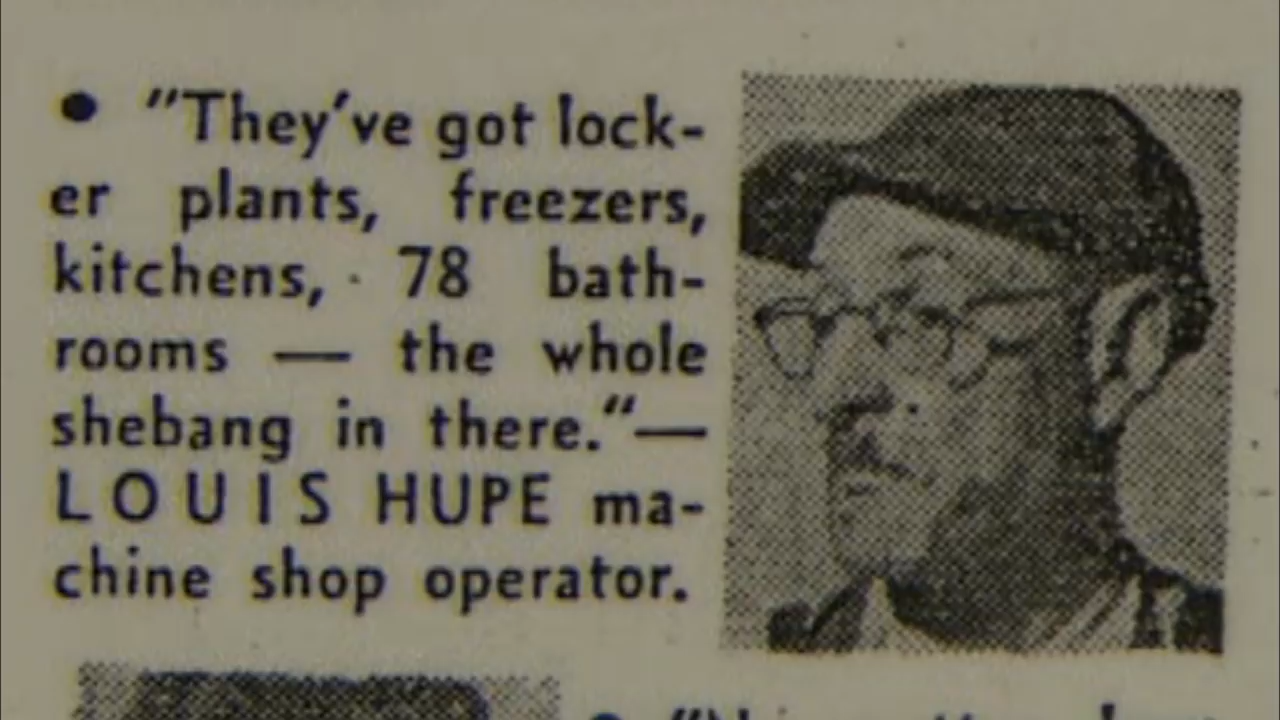 ● "They've got lock-
er plants, freezers,
kitchens, 78 bath-
rooms — the whole
shebang in there."—
LOUIS HUPE ma-
chine shop operator.